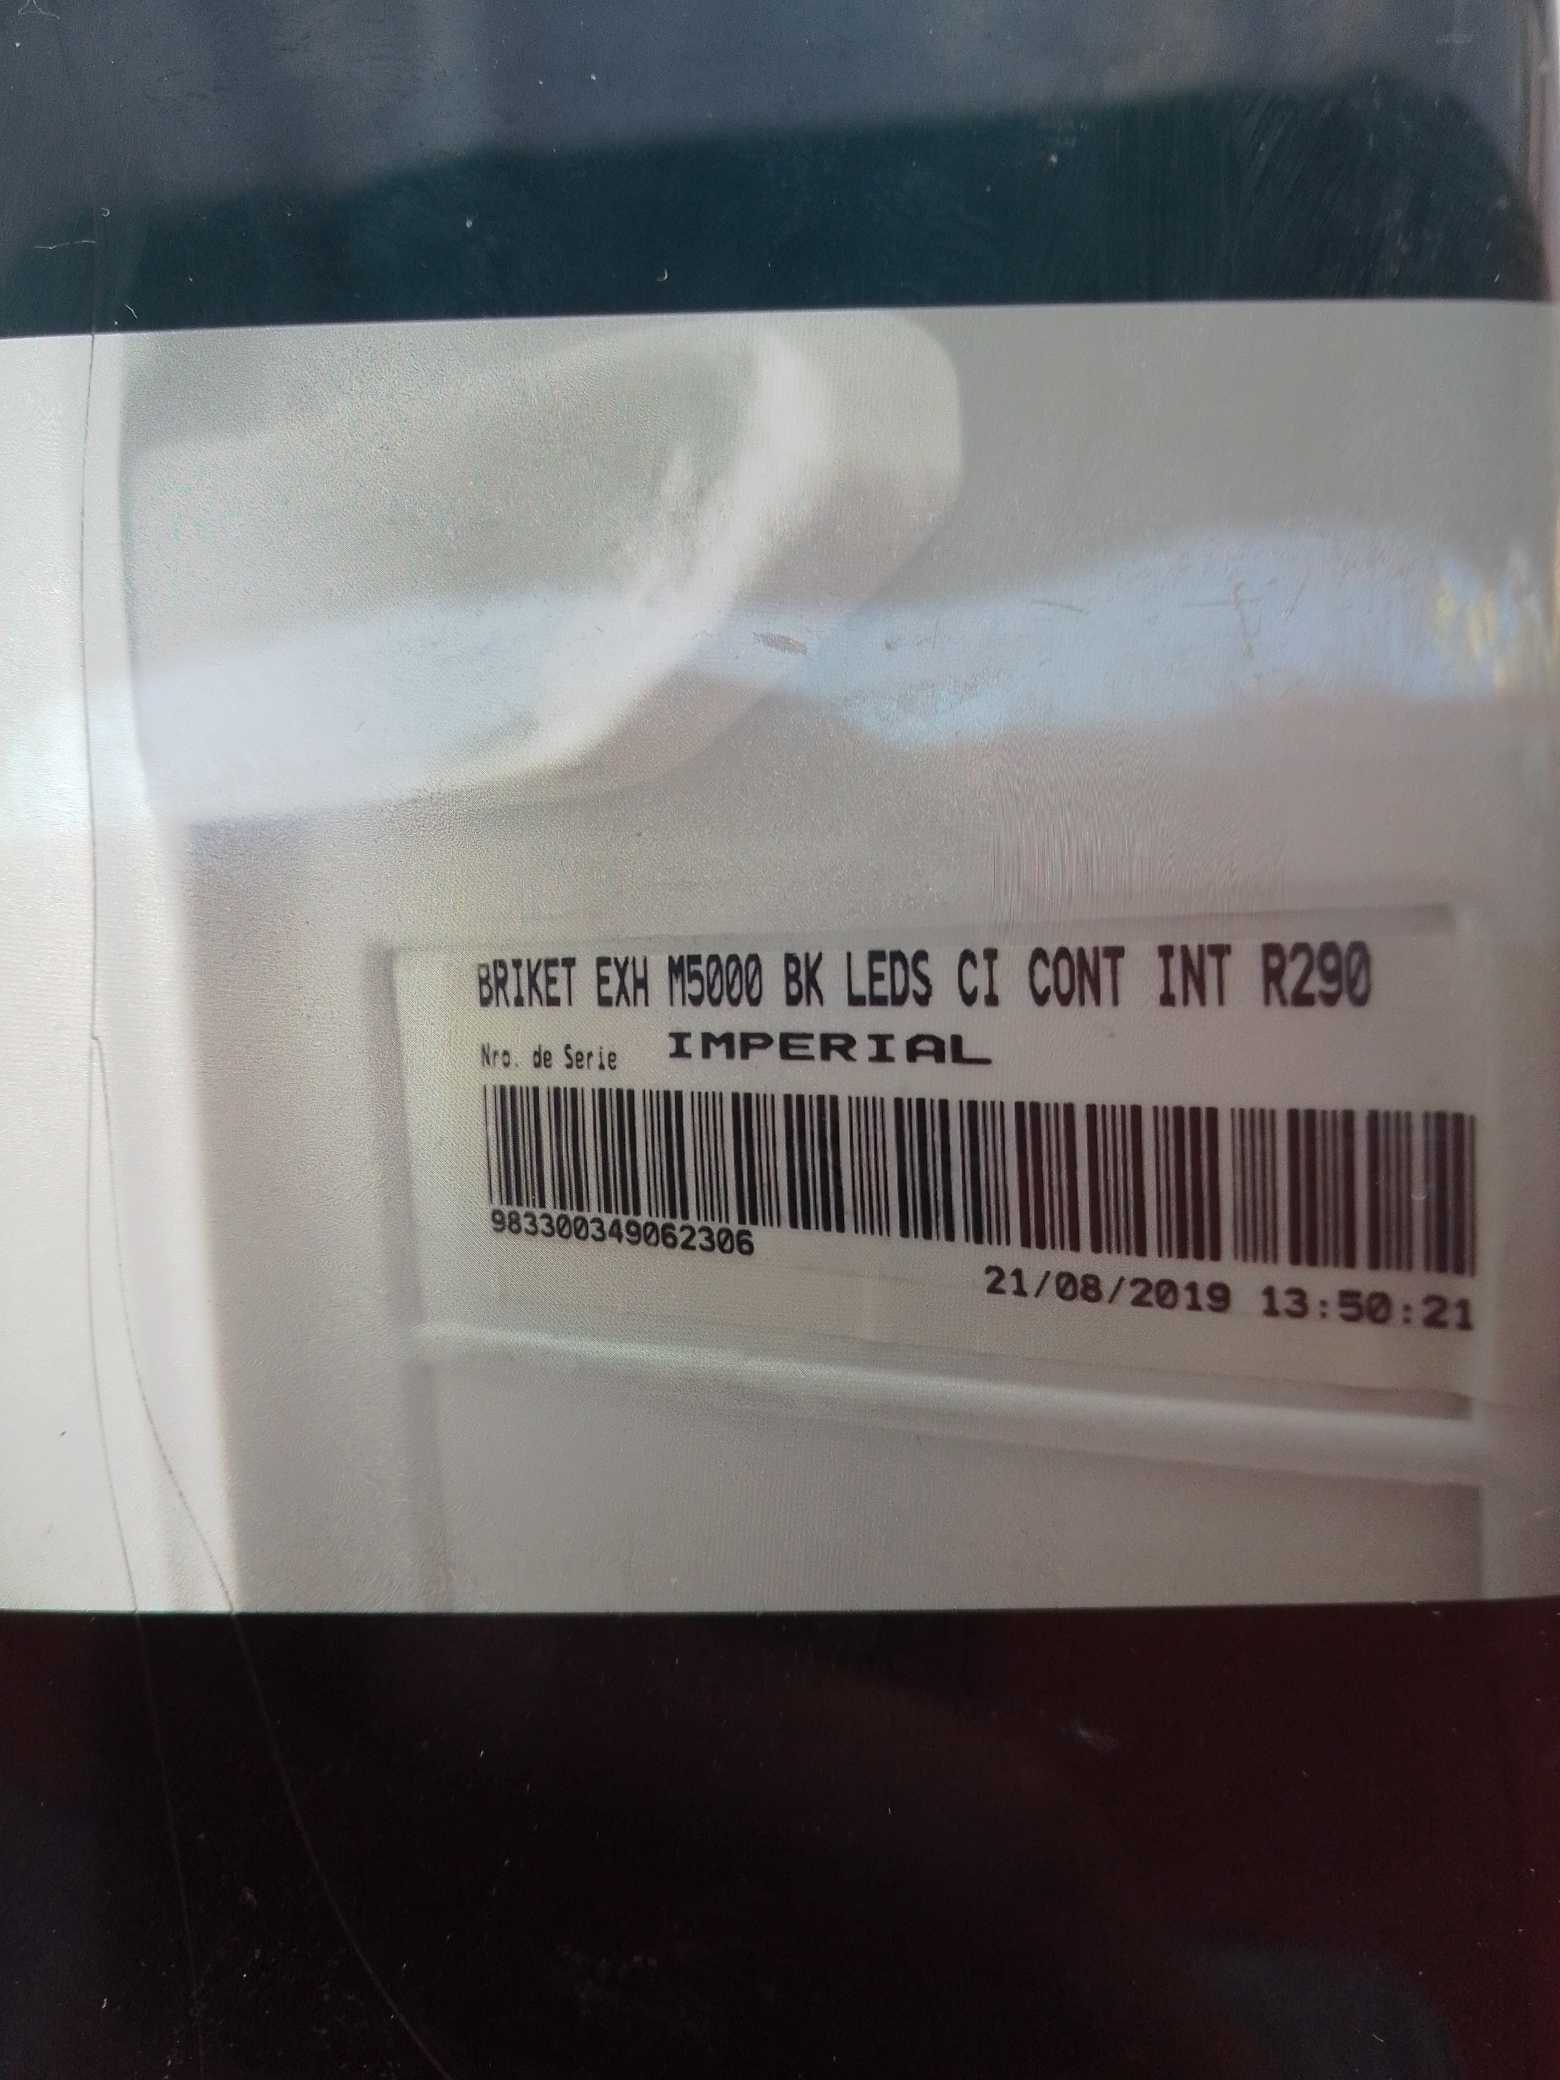 BRIKET EXH M5000 BK LEDS CI CONT INT R290
Nro. de Serie IMPERIAL
983300349062306
21/08/2019 13:50:21